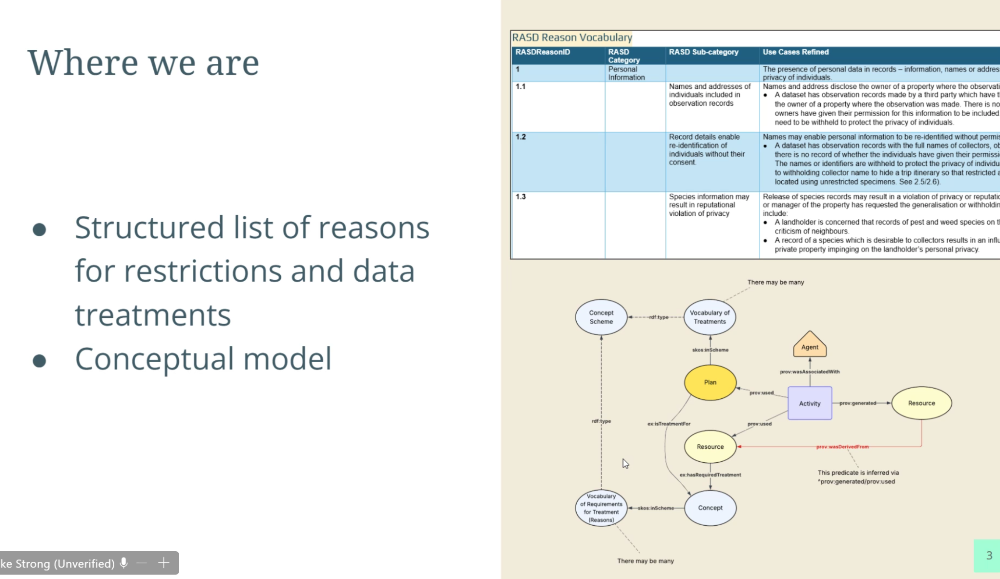 Where we are
● Structured list of reasons
for restrictions and data
treatments
● Conceptual model
RASD Reason Vocabulary
RASDReasonID
RASD
Category
RASD Sub-category
Use Cases Refined
1
Personal
Information
The presence of personal data in records – information, names or
privacy of individuals.
1.1
Names and addresses of
individuals included in
observation records
Names and address disclose the owner of a property where the
● A dataset has observation records made by a third party which have
the owner of a property where the observation was made. There is no
owners have given their permission for this information to be included
need to be withheld to protect the privacy of individuals.
1.2
Record details enable
re-identification of
individuals without their
consent.
Names may enable personal information to be re-identified without
● A dataset has observation records with the full names of collectors,
there is no record of whether the individuals have given their
The names or identifiers are withheld to protect the privacy of
to withholding collector name to hide a trip itinerary so that restricted
located using unrestricted specimens. See 2.5/2.6).
1.3
Species information may
result in reputational
violation of privacy
Release of species records may result in a violation of privacy or
or manager of the property has requested the generalisation or
include:
● A landholder is concerned that records of pest and weed species on
criticism of neighbours.
● A record of a species which is desirable to collectors results in an
private property impinging on the landholder's personal privacy.
There may be many
Concept
Scheme
rdf:type
Vocabulary of
Treatments
skos:inScheme
Agent
prov:wasAssociatedWith
Plan
prov:used
Activity
prov:generated
Resource
rdf:type
ex:isTreatmentFor
prov:used
Resource
prov:wasDerivedFrom
ex:hasRequiredTreatment
This predicate is inferred via
^prov:generated/prov:used
Vocabulary
of Requirements
for Treatment
(Reasons)
skos:inScheme
Concept
There may be many
ke Strong (Unverified)
3